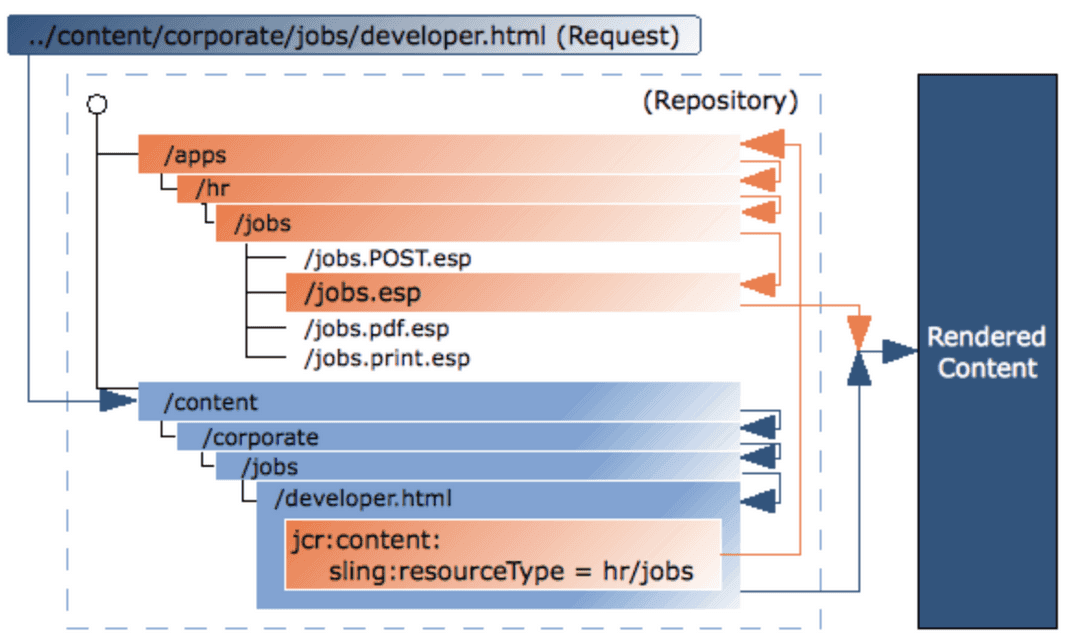 ../content/corporate/jobs/developer.html (Request)
(Repository)
/apps
/hr
/jobs
/jobs.POST.esp
/jobs.esp
/jobs.pdf.esp
/jobs.print.esp
/content
/corporate
/jobs
/developer.html
jcr:content:
sling:resourceType = hr/jobs
Rendered
Content